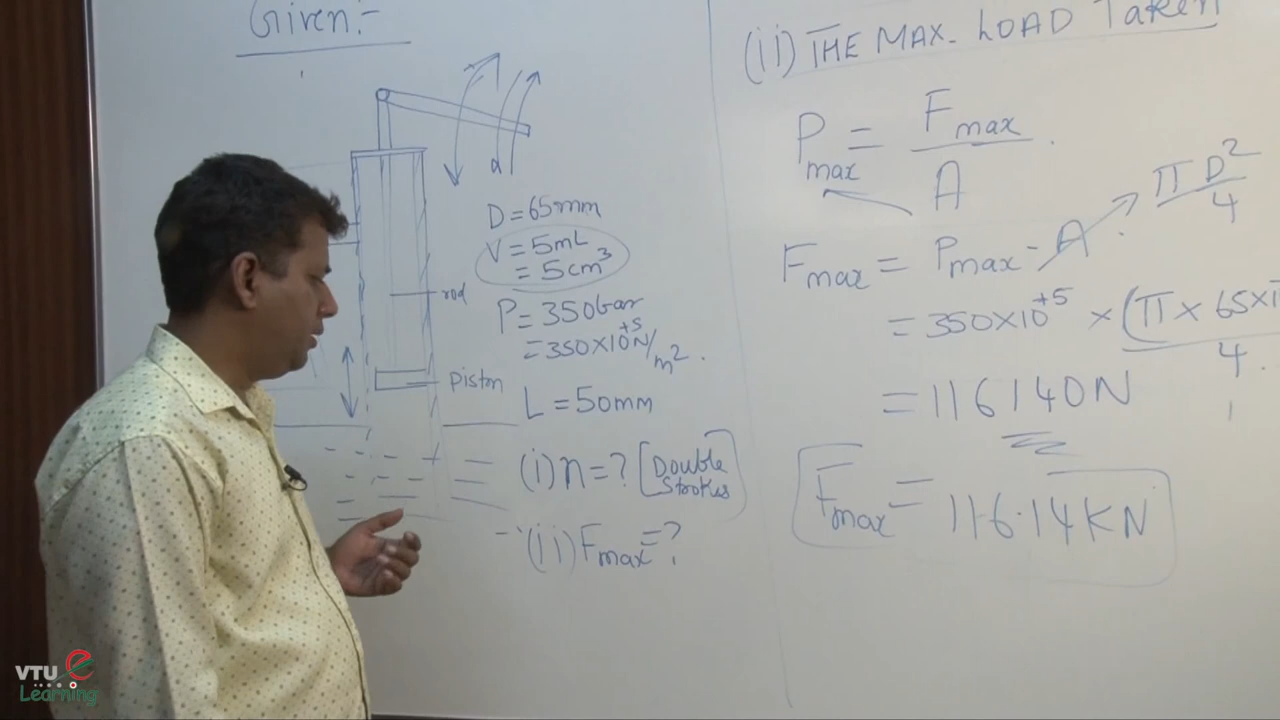 Given:-
α
rod
piston
D = 65mm
V = 5mL
= 5cm³
P = 350bar
= 350×10⁺⁵N/m².
L = 50mm
(i) n = ? [Double Strokes]
(ii) Fmax = ?
(ii) THE MAX. LOAD Taken
Pmax = Fmax / A
Fmax = Pmax - A πD²/4
= 350×10⁺⁵ × (π × 65×1
4
= 116140N
Fmax = 116.14KN
VTU e
Learning